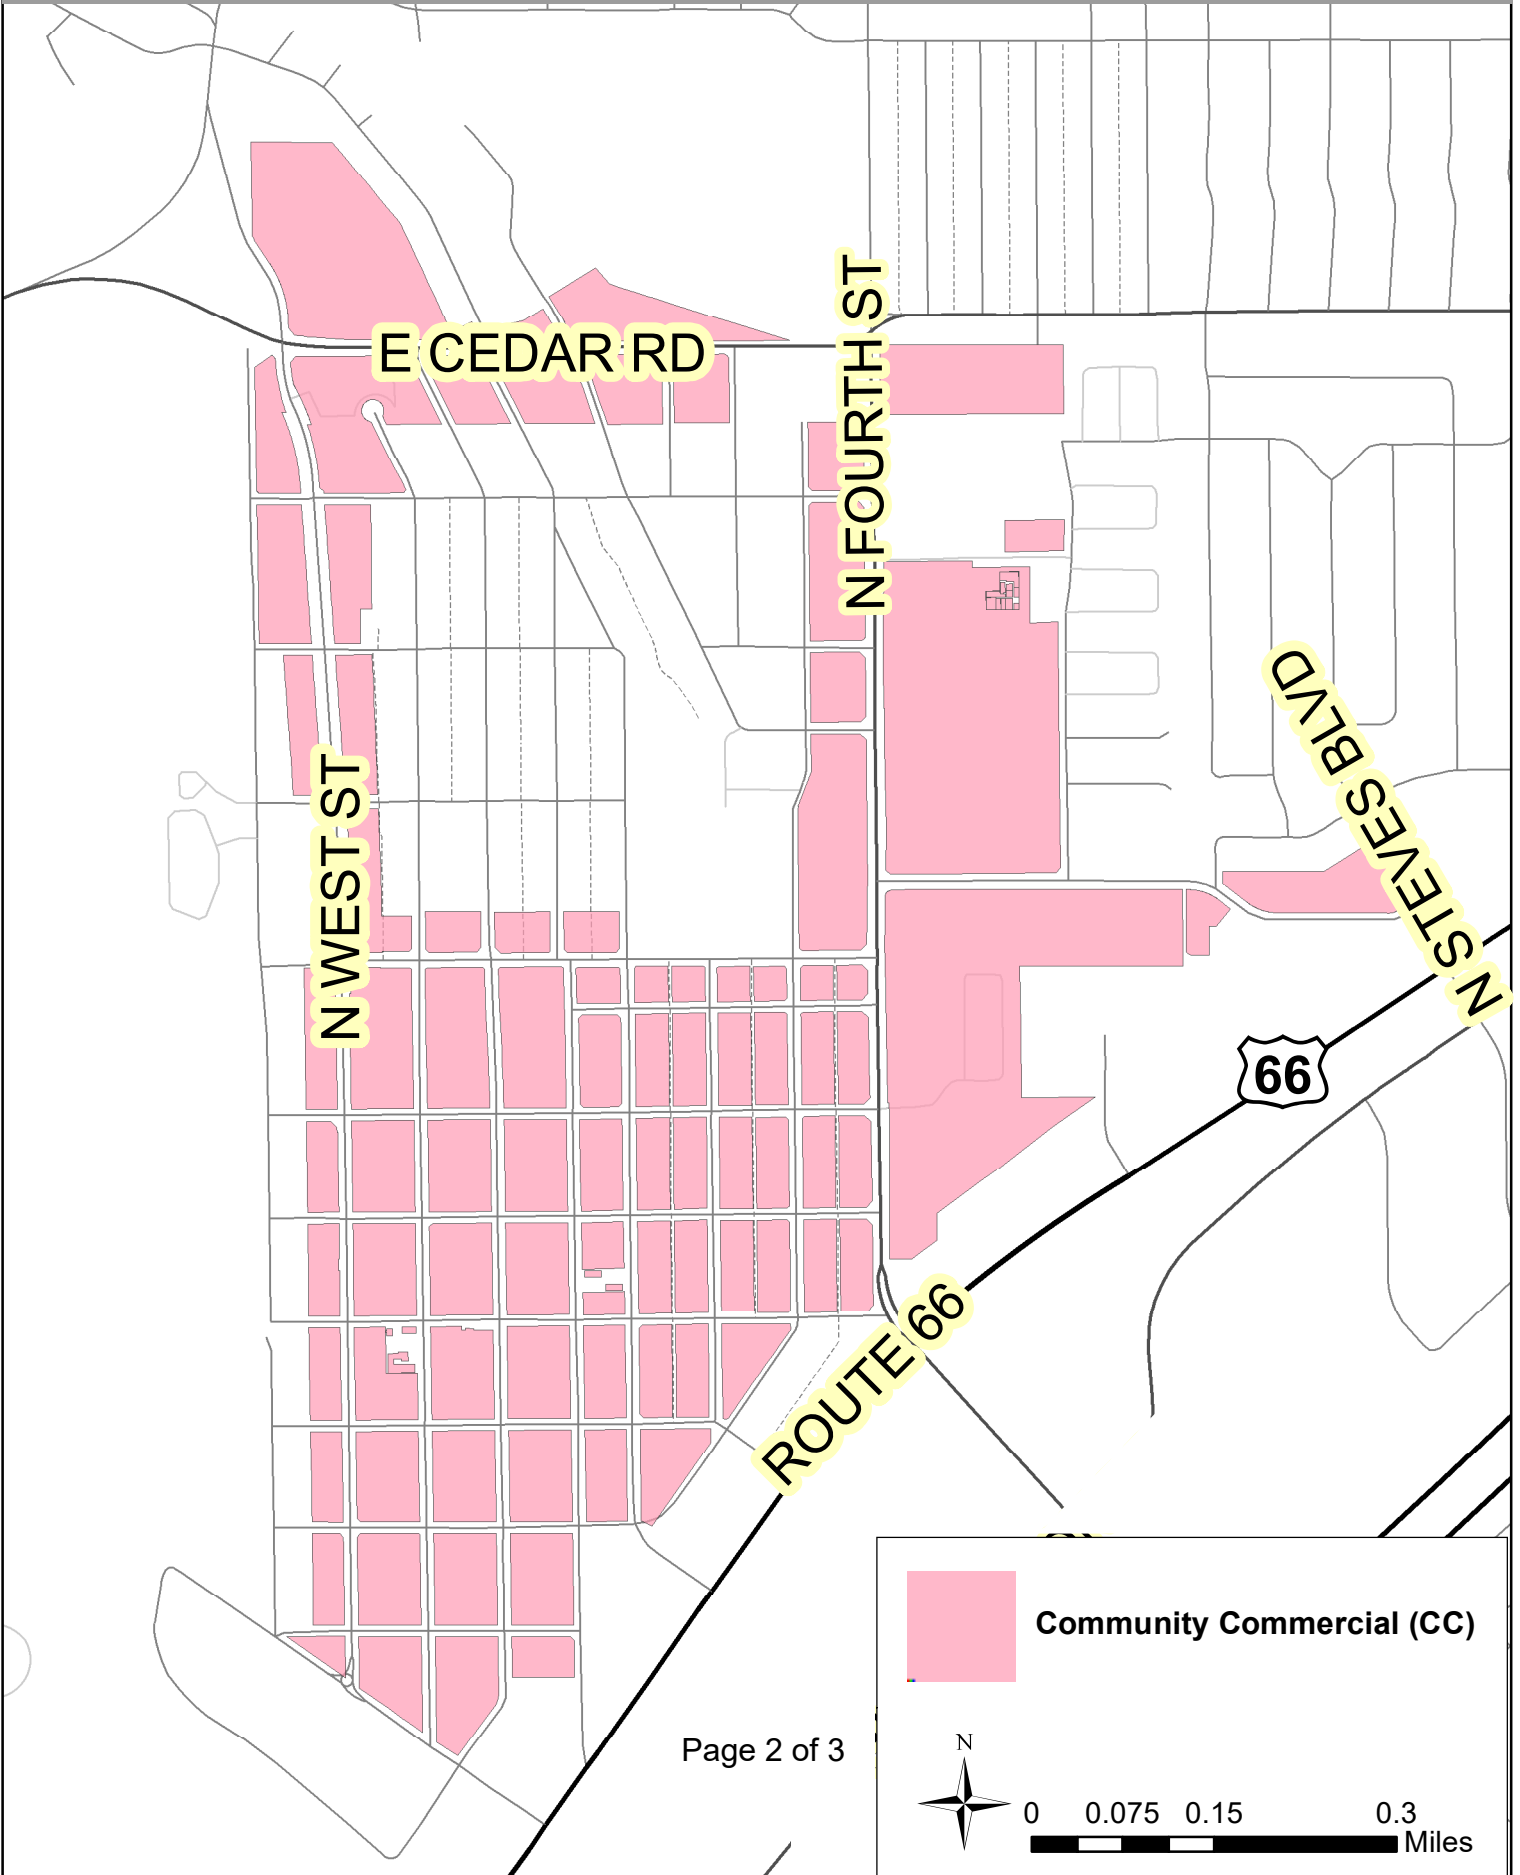 N FOURTH ST
E CEDAR RD
N STEVES BLVD
N WEST ST
66
ROUTE 66
Community Commercial (CC)
Page 2 of 3
N
0 0.075 0.15 0.3
Miles